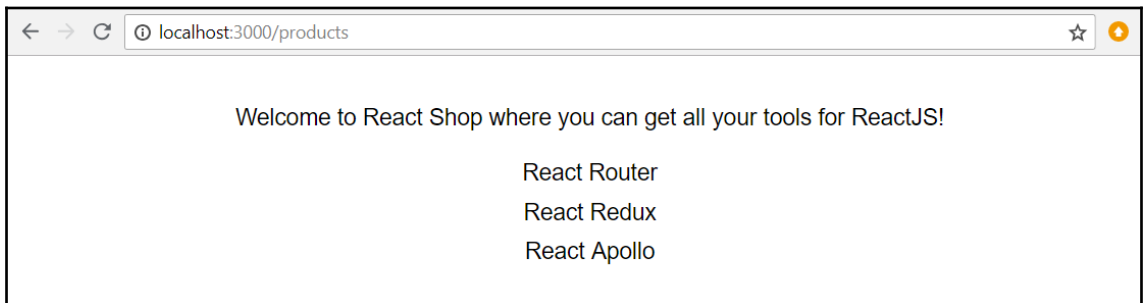 localhost:3000/products
Welcome to React Shop where you can get all your tools for ReactJS!
React Router
React Redux
React Apollo